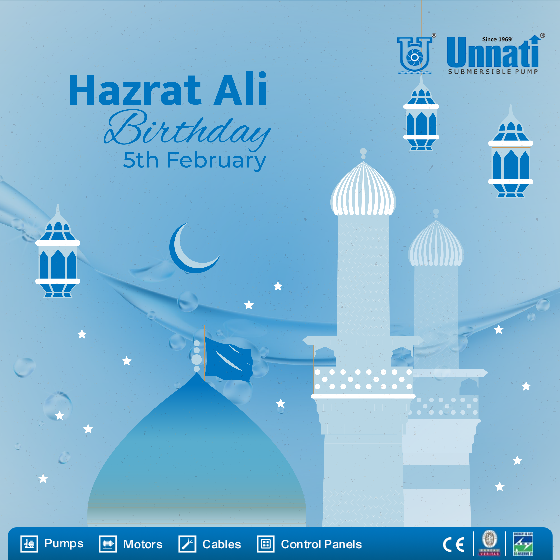 Since 1969
Unnati
SUBMERSIBLE PUMP
Hazrat Ali
Birthday
5th February
Pumps
Motors
Cables
Control Panels
CE